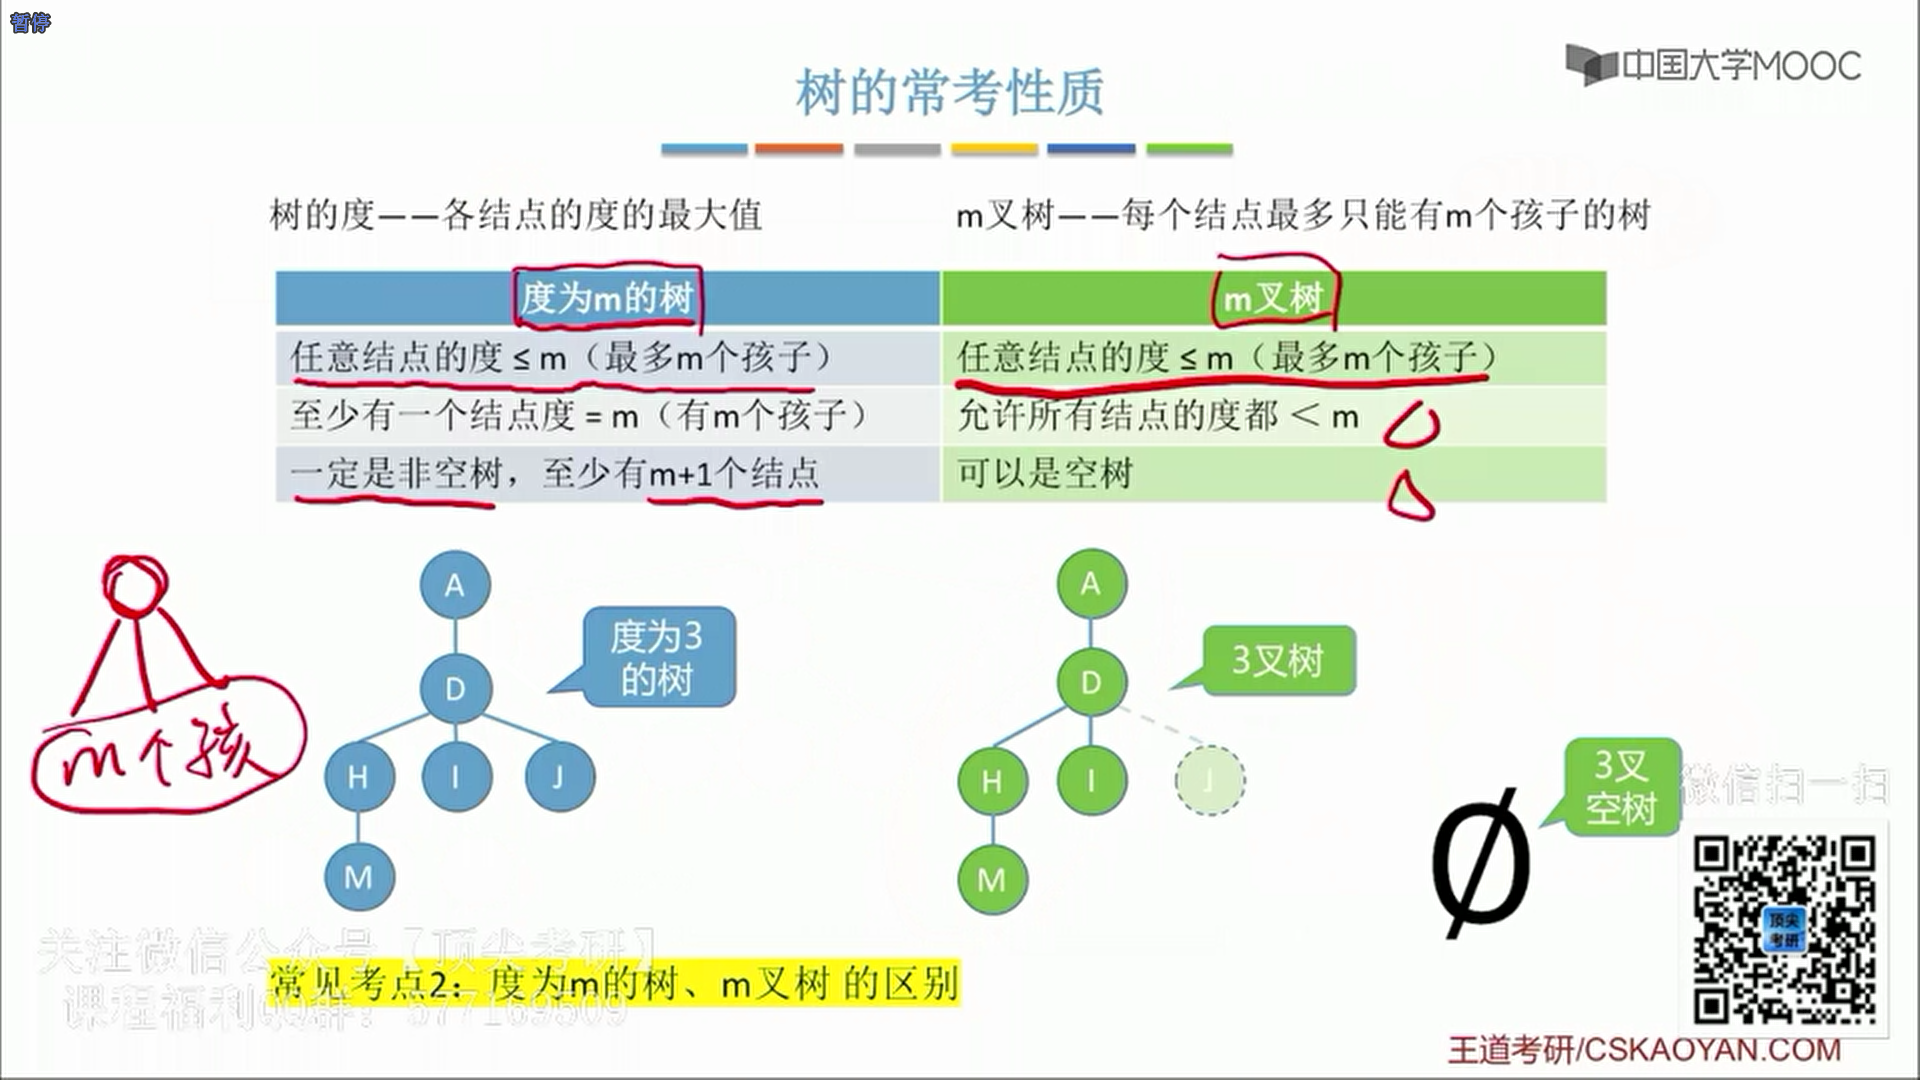 暂停
中国大学MOOC
树的常考性质
树的度——各结点的度的最大值
m叉树——每个结点最多只能有m个孩子的树
度为m的树
m叉树
任意结点的度 ≤ m（最多m个孩子）
任意结点的度 ≤ m（最多m个孩子）
至少有一个结点度 = m（有m个孩子）
允许所有结点的度都 < m
一定是非空树，至少有m+1个结点
可以是空树
m个孩
A
D
H
I
J
M
度为3
的树
A
D
H
I
J
M
3叉树
Ø
3叉
空树
微信扫一扫
顶尖
考研
关注微信公众号【顶尖考研】
常见考点2：度为m的树、m叉树 的区别
课程福利QQ群：577169509
王道考研/CSKAOYAN.COM